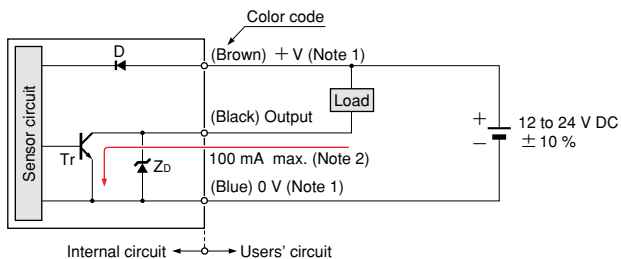 Color code
D
(Brown) +V (Note 1)
Sensor circuit
(Black) Output
Load
Tr
ZD
100 mA max. (Note 2)
+
−
12 to 24 V DC
±10 %
(Blue) 0 V (Note 1)
Internal circuit
Users' circuit